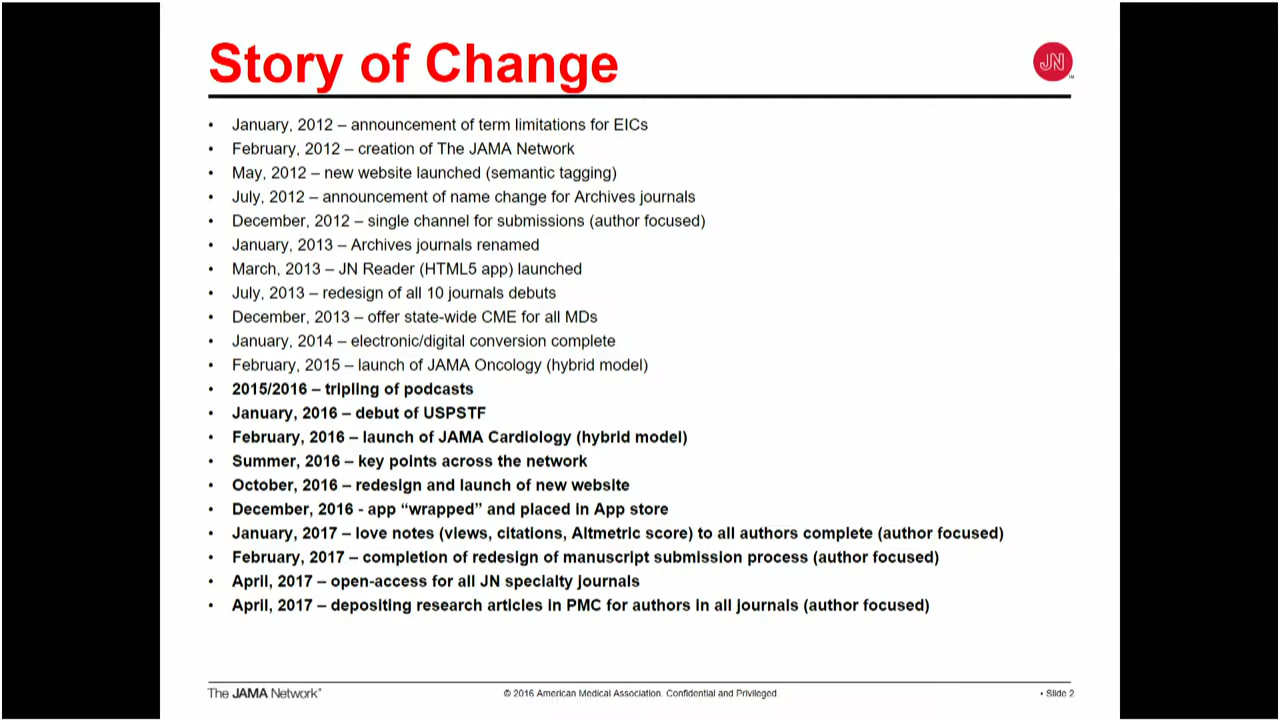 Story of Change
JN
TM
• January, 2012 – announcement of term limitations for EICs
• February, 2012 – creation of The JAMA Network
• May, 2012 – new website launched (semantic tagging)
• July, 2012 – announcement of name change for Archives journals
• December, 2012 – single channel for submissions (author focused)
• January, 2013 – Archives journals renamed
• March, 2013 – JN Reader (HTML5 app) launched
• July, 2013 – redesign of all 10 journals debuts
• December, 2013 – offer state-wide CME for all MDs
• January, 2014 – electronic/digital conversion complete
• February, 2015 – launch of JAMA Oncology (hybrid model)
• 2015/2016 – tripling of podcasts
• January, 2016 – debut of USPSTF
• February, 2016 – launch of JAMA Cardiology (hybrid model)
• Summer, 2016 – key points across the network
• October, 2016 – redesign and launch of new website
• December, 2016 - app “wrapped” and placed in App store
• January, 2017 – love notes (views, citations, Altmetric score) to all authors complete (author focused)
• February, 2017 – completion of redesign of manuscript submission process (author focused)
• April, 2017 – open-access for all JN specialty journals
• April, 2017 – depositing research articles in PMC for authors in all journals (author focused)
The JAMA Network® © 2016 American Medical Association. Confidential and Privileged. • Slide 2